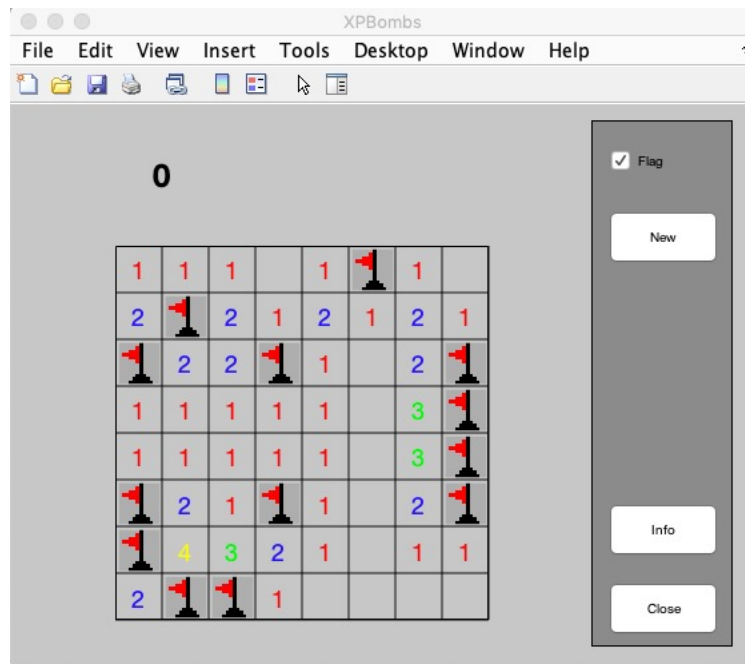 XPBombs
File Edit View Insert Tools Desktop Window Help
0
Flag
New
1 1 1 1 1
2 2 1 2 1 2 1
2 2 1 2
1 1 1 1 1 3
1 1 1 1 1 3
2 1 1 2
4 3 2 1 1 1
2 1
Info
Close